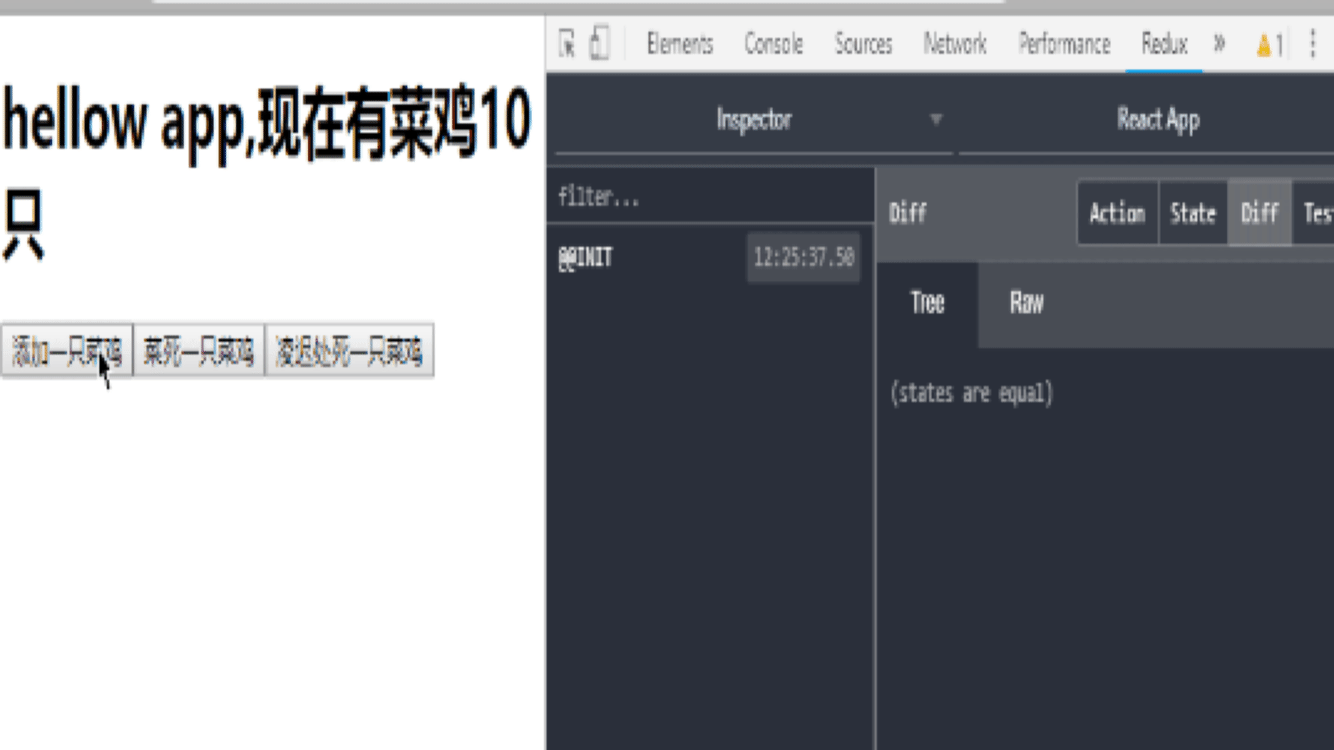 hellow app,现在有菜鸡10
只
添加一只菜鸡 菜死一只菜鸡 凌迟处死一只菜鸡
Elements Console Sources Network Performance Redux » 1
Inspector React App
filter...
Diff Action State Diff Tes
@@INIT 12:25:37.50
Tree Raw
(states are equal)